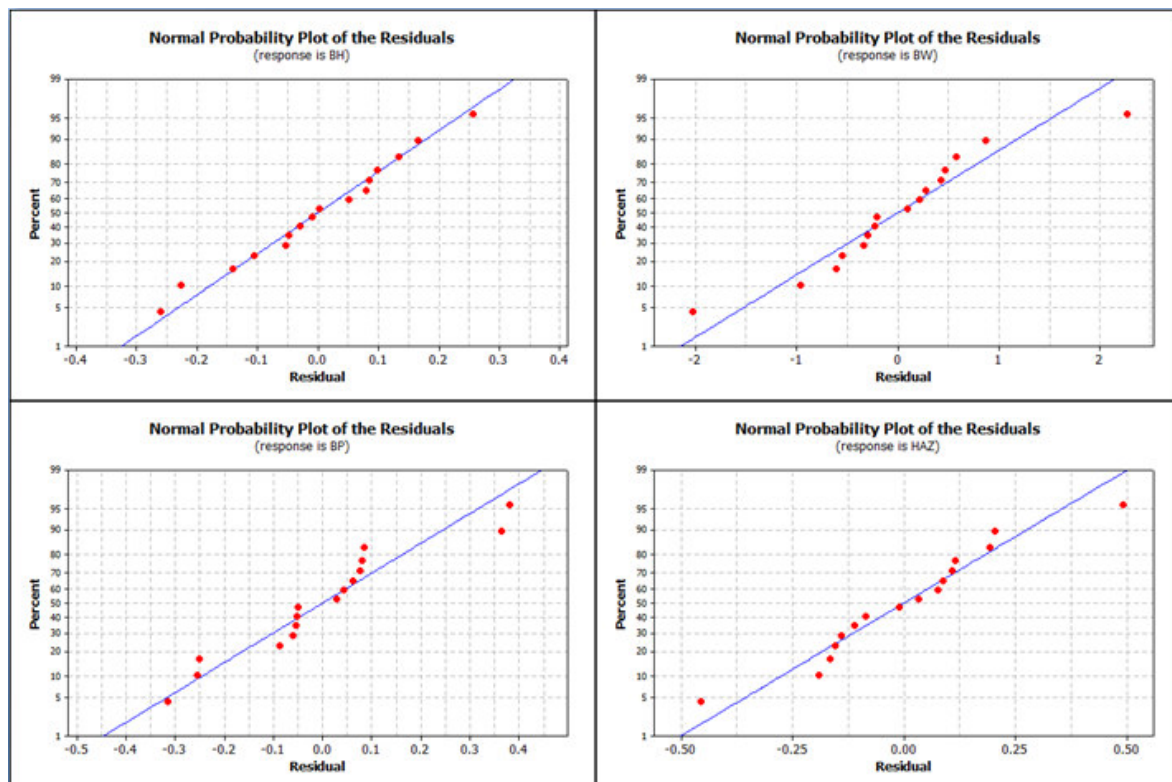 Normal Probability Plot of the Residuals
(response is BH)
99
95
90
80
70
60
50
40
30
20
10
5
1
Percent
-0.4 -0.3 -0.2 -0.1 0.0 0.1 0.2 0.3 0.4
Residual
Normal Probability Plot of the Residuals
(response is BW)
99
95
90
80
70
60
50
40
30
20
10
5
1
Percent
-2 -1 0 1 2
Residual
Normal Probability Plot of the Residuals
(response is BP)
99
95
90
80
70
60
50
40
30
20
10
5
1
Percent
-0.5 -0.4 -0.3 -0.2 -0.1 0.0 0.1 0.2 0.3 0.4
Residual
Normal Probability Plot of the Residuals
(response is HAZ)
99
95
90
80
70
60
50
40
30
20
10
5
1
Percent
-0.50 -0.25 0.00 0.25 0.50
Residual